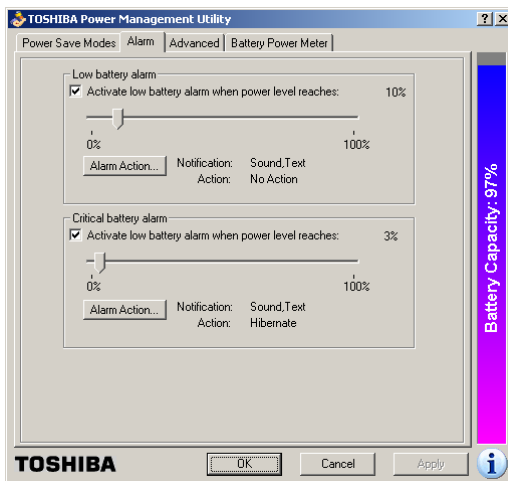 TOSHIBA Power Management Utility
Power Save Modes Alarm Advanced Battery Power Meter
Low battery alarm
Activate low battery alarm when power level reaches: 10%
0% 100%
Alarm Action... Notification: Sound,Text
Action: No Action
Critical battery alarm
Activate low battery alarm when power level reaches: 3%
0% 100%
Alarm Action... Notification: Sound,Text
Action: Hibernate
Battery Capacity: 97%
TOSHIBA OK Cancel Apply